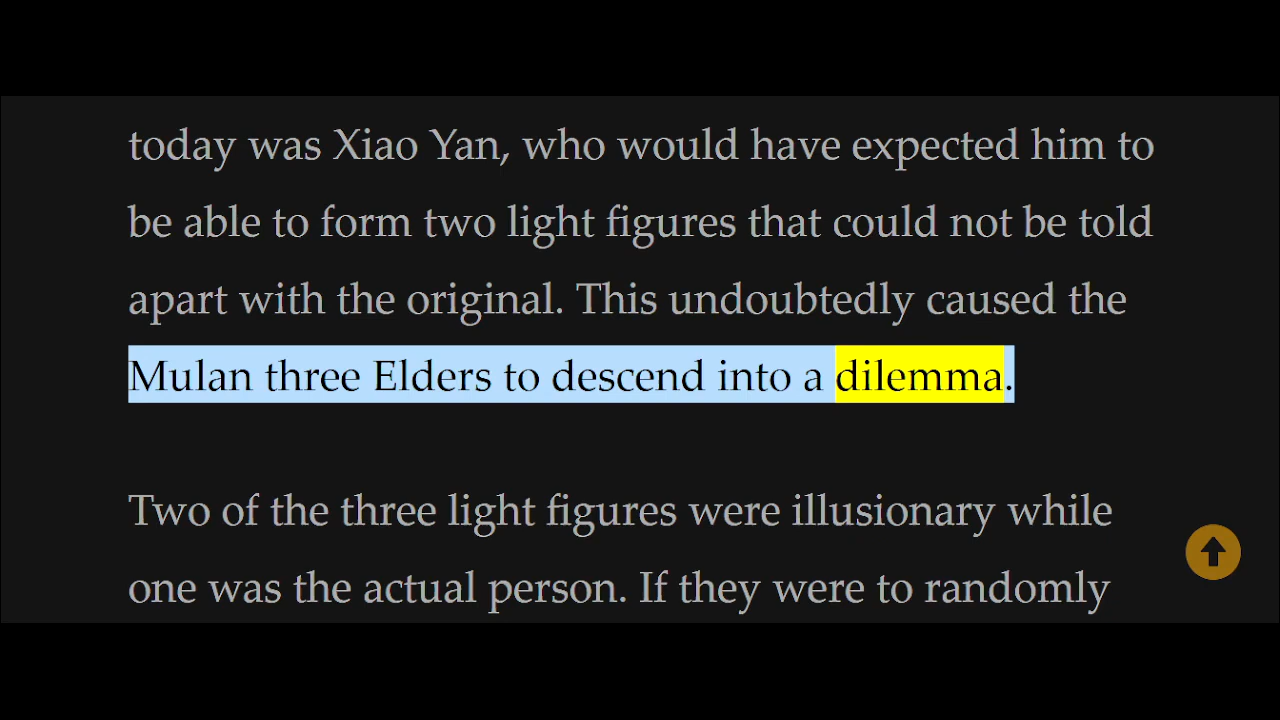 today was Xiao Yan, who would have expected him to
be able to form two light figures that could not be told
apart with the original. This undoubtedly caused the
Mulan three Elders to descend into a dilemma.
Two of the three light figures were illusionary while
one was the actual person. If they were to randomly